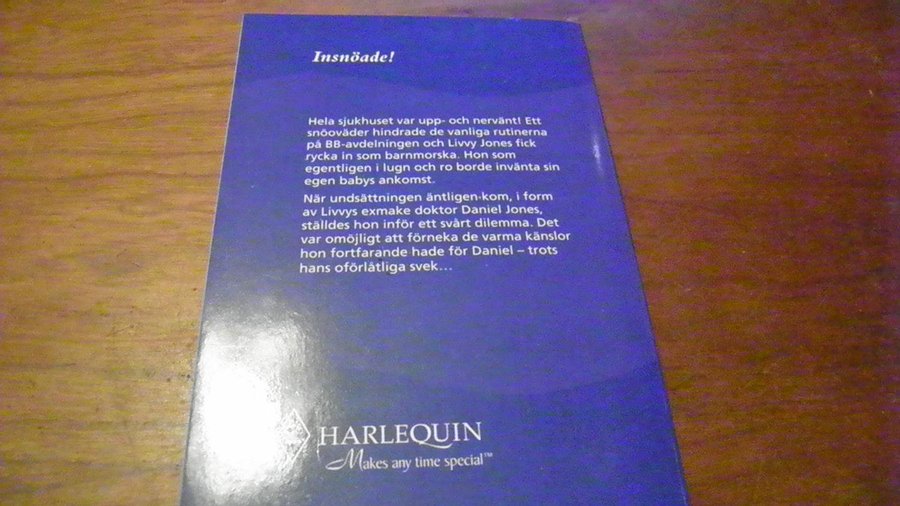 Insnöade!
Hela sjukhuset var upp- och nervänt! Ett
snöoväder hindrade de vanliga rutinerna
på BB-avdelningen och Livvy Jones fick
rycka in som barnmorska. Hon som
egentligen i lugn och ro borde invänta sin
egen babys ankomst.
När undsättningen äntligen-kom, i form
av Livvys exmake doktor Daniel Jones,
ställdes hon inför ett svårt dilemma. Det
var omöjligt att förneka de varma känslor
hon fortfarande hade för Daniel – trots
hans oförlåtliga svek...
HARLEQUIN
Makes any time special™